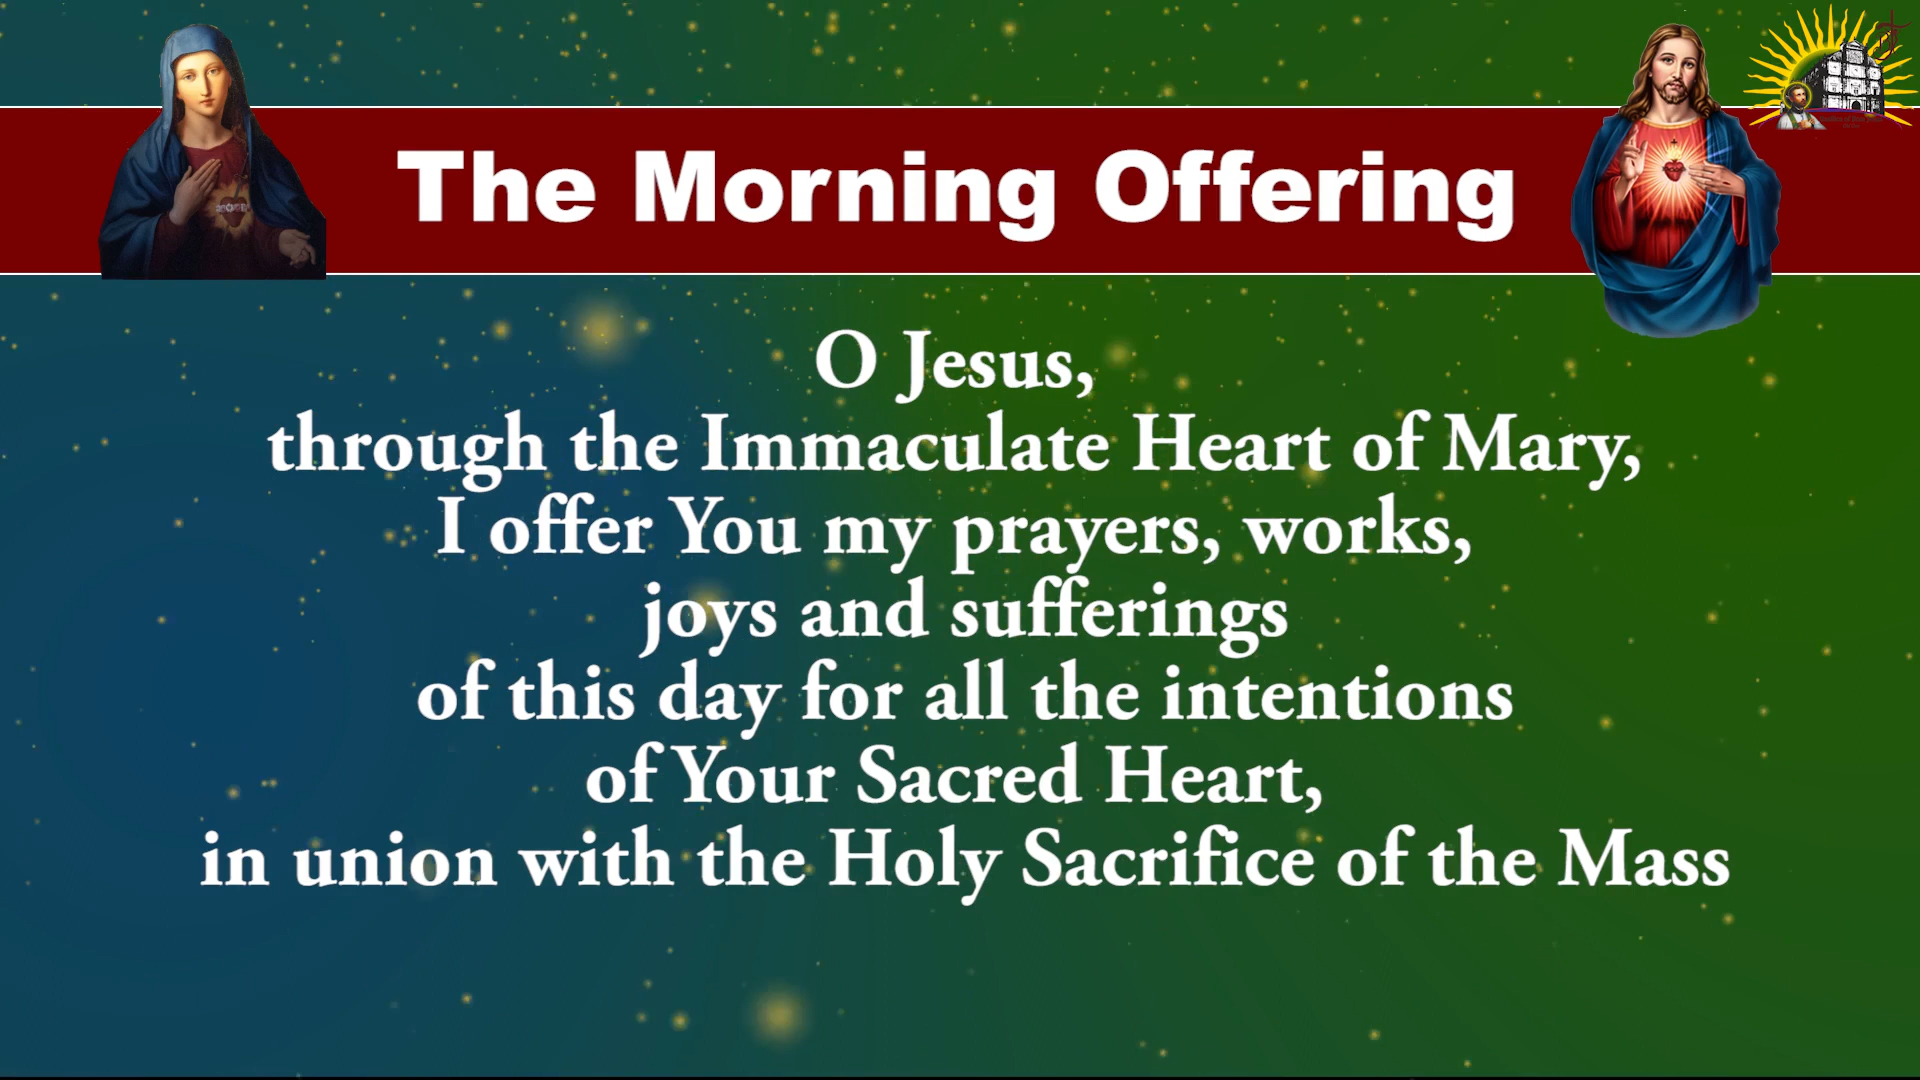 The Morning Offering
O Jesus,
through the Immaculate Heart of Mary,
I offer You my prayers, works,
joys and sufferings
of this day for all the intentions
of Your Sacred Heart,
in union with the Holy Sacrifice of the Mass